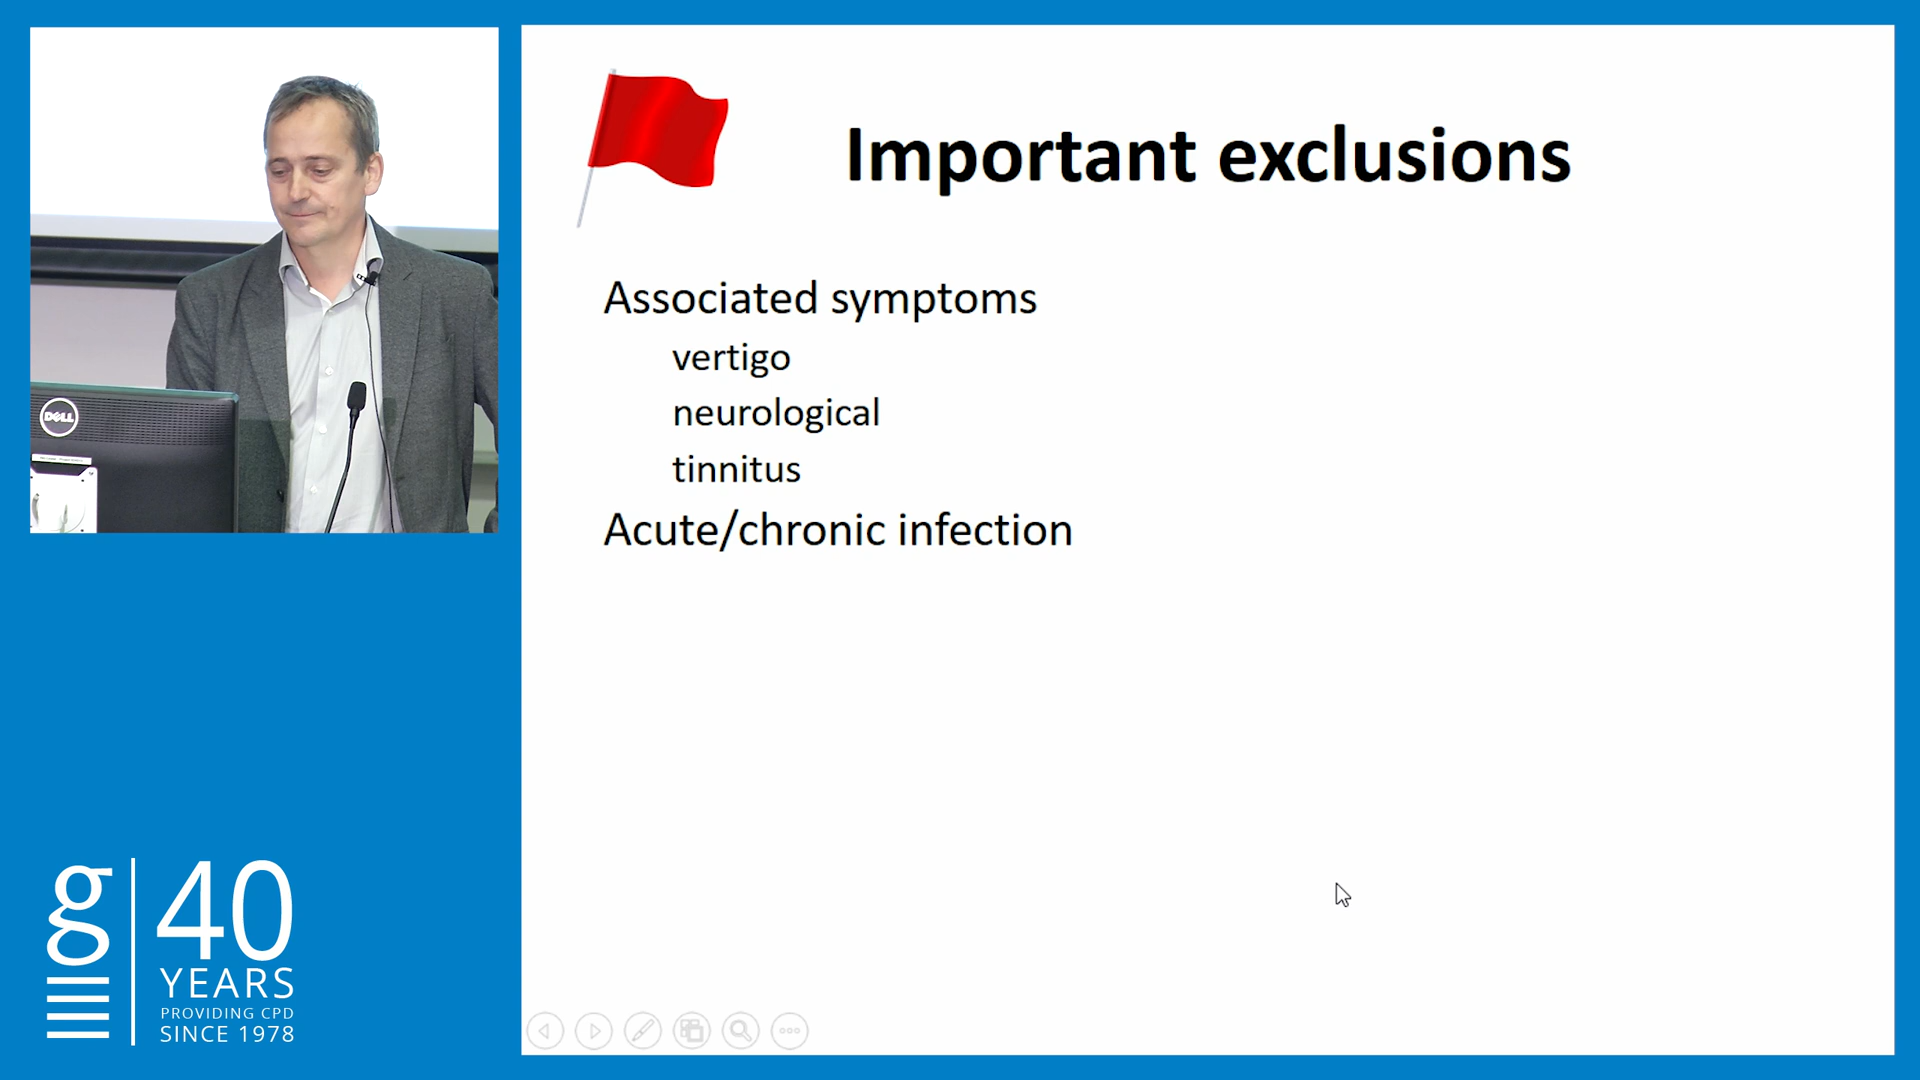 Important exclusions
Associated symptoms
vertigo
neurological
tinnitus
Acute/chronic infection
DELL
g
40
YEARS
PROVIDING CPD
SINCE 1978